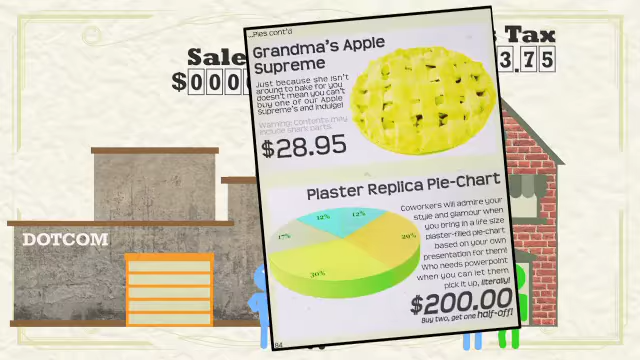 ...Pies cont'd
Grandma's Apple
Supreme
Just because she isn't
around to bake for you
doesn't mean you can't
buy one of our Apple
Supreme's and indulge!
Warning: Contents may
include shark parts.
$28.95
Plaster Replica Pie-Chart
Coworkers will admire your
style and glamour when
you bring in a life size
plaster-filled pie-chart
based on your own
presentation for them!
Who needs powerpoint
when you can let them
pick it up, literally!
$200.00
Buy two, get one half-off!
17%
12%
12%
30%
84
Tax
3.75
DOTCOM